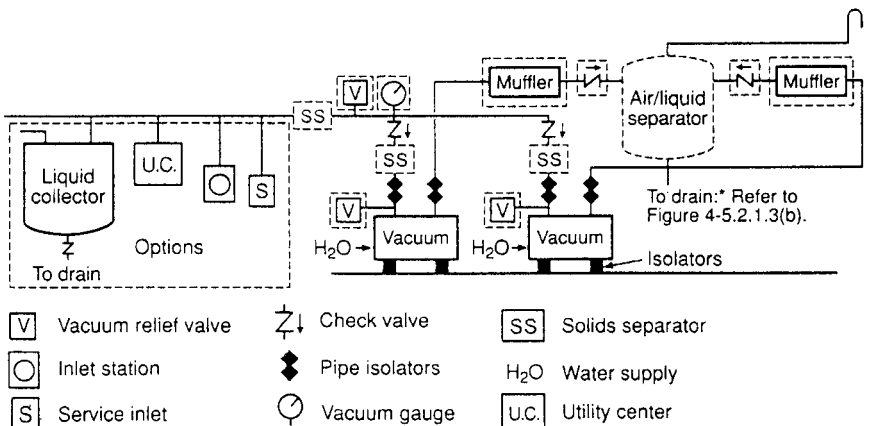 Muffler
Muffler
Air/liquid
separator
V
SS
SS
SS
Liquid
collector
U.C.
S
V
V
To drain:* Refer to
Figure 4-5.2.1.3(b).
Vacuum
Vacuum
H₂O
H₂O
Options
To drain
Isolators
V Vacuum relief valve
Check valve
SS Solids separator
Inlet station
Pipe isolators
H₂O Water supply
S Service inlet
Vacuum gauge
U.C. Utility center